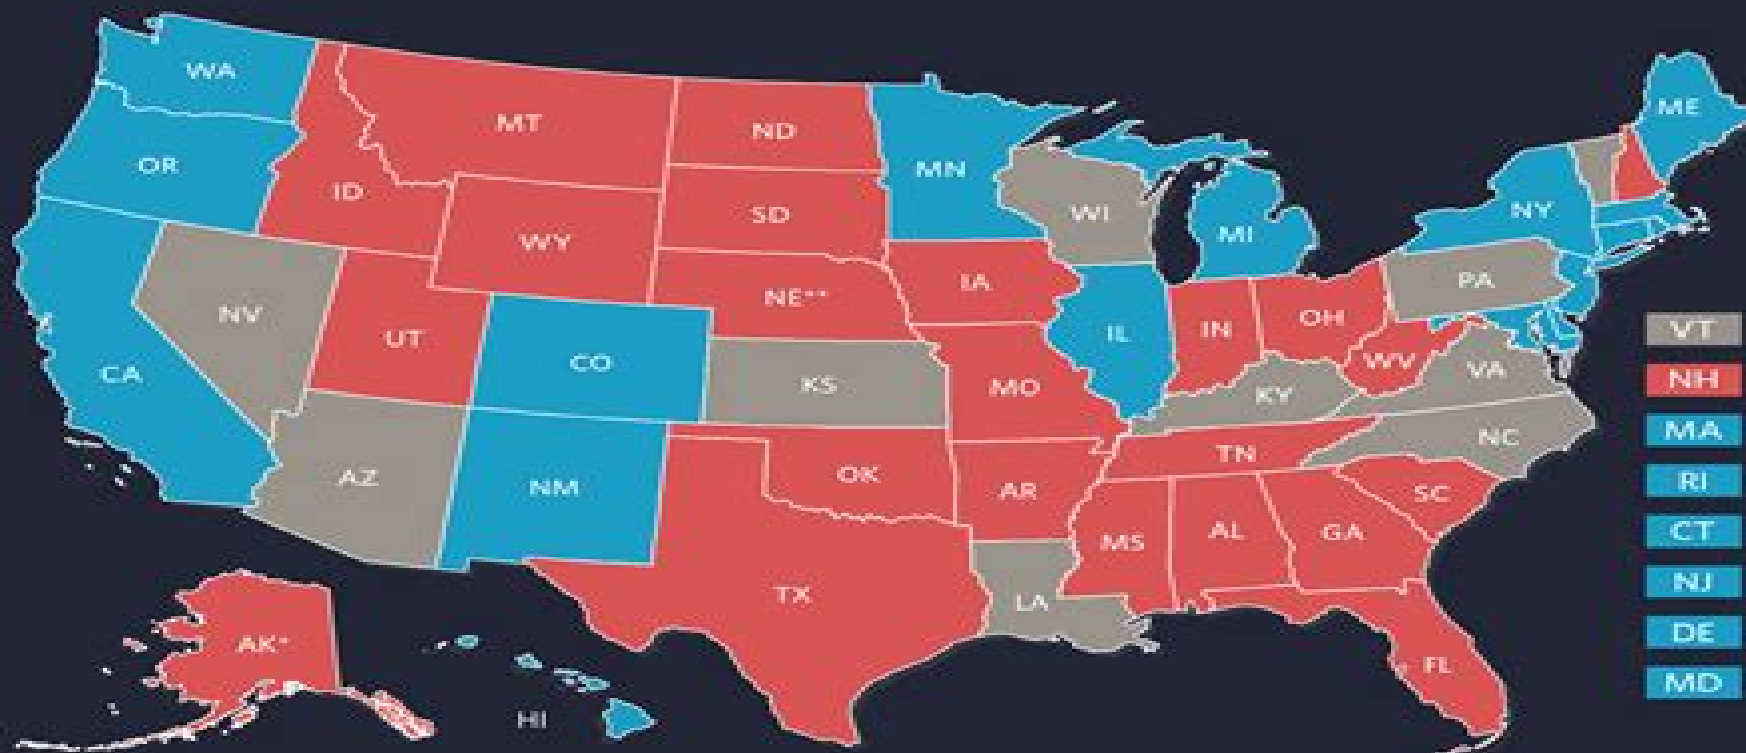 WA
MT
ND
MN
ME
OR
ID
SD
WI
NY
MI
WY
IA
PA
NE**
NV
UT
CO
IL
IN
OH
VT
CA
KS
MO
WV
VA
NH
KY
NC
MA
AZ
NM
OK
AR
TN
SC
RI
MS
AL
GA
CT
TX
LA
NJ
AK*
FL
DE
HI
MD